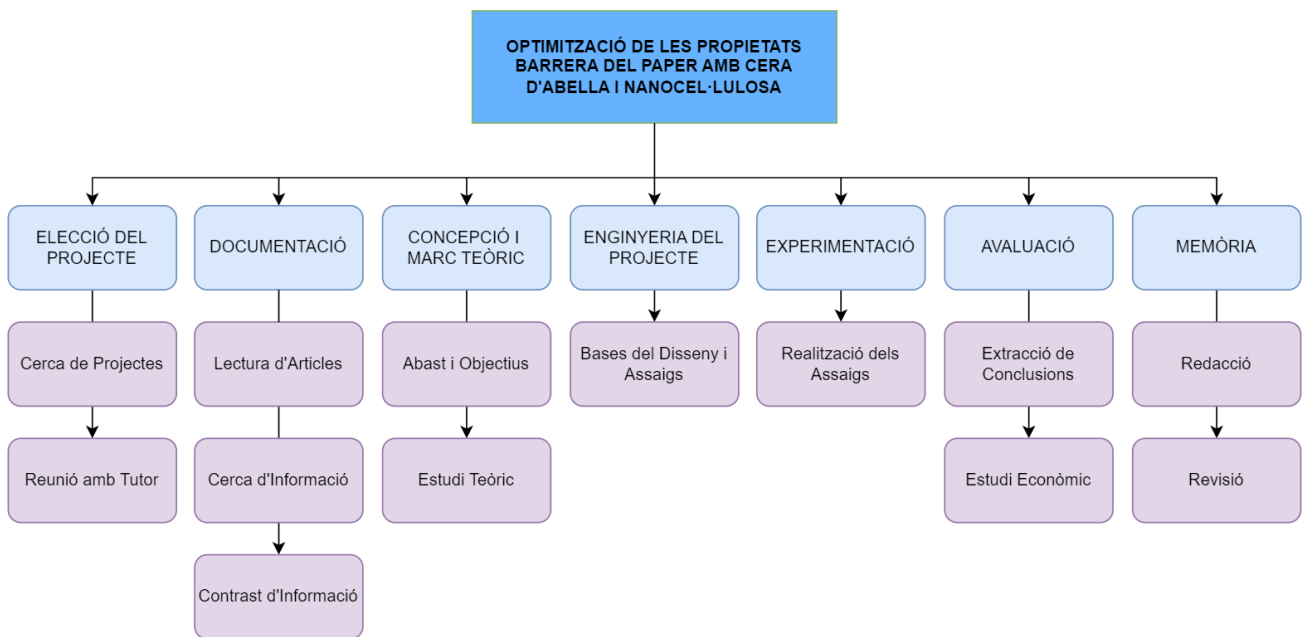 OPTIMITZACIÓ DE LES PROPIETATS
BARRERA DEL PAPER AMB CERA
D'ABELLA I NANOCEL·LULOSA
ELECCIÓ DEL
PROJECTE
DOCUMENTACIÓ
CONCEPCIÓ I
MARC TEÒRIC
ENGINYERIA DEL
PROJECTE
EXPERIMENTACIÓ
AVALUACIÓ
MEMÒRIA
Cerca de Projectes
Lectura d'Articles
Abast i Objectius
Bases del Disseny i
Assaigs
Realització dels
Assaigs
Extracció de
Conclusions
Redacció
Reunió amb Tutor
Cerca d'Informació
Estudi Teòric
Estudi Econòmic
Revisió
Contrast d'Informació